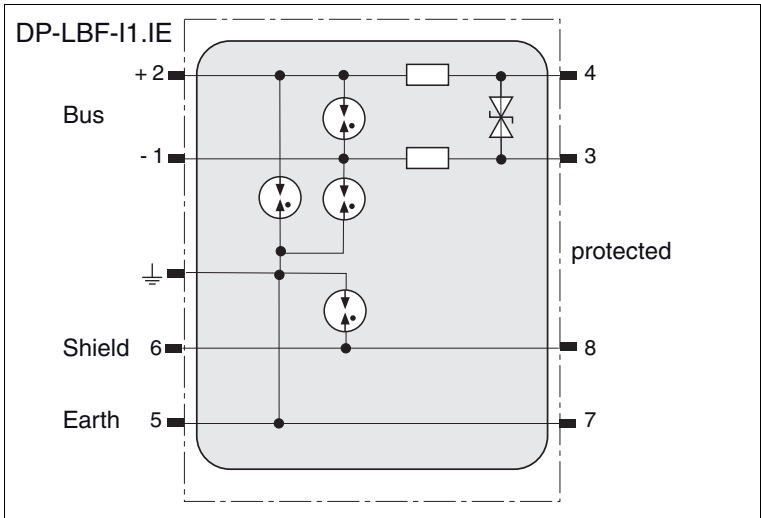 DP-LBF-I1.IE
+ 2 4
Bus
- 1 3
protected
Shield 6 8
Earth 5 7